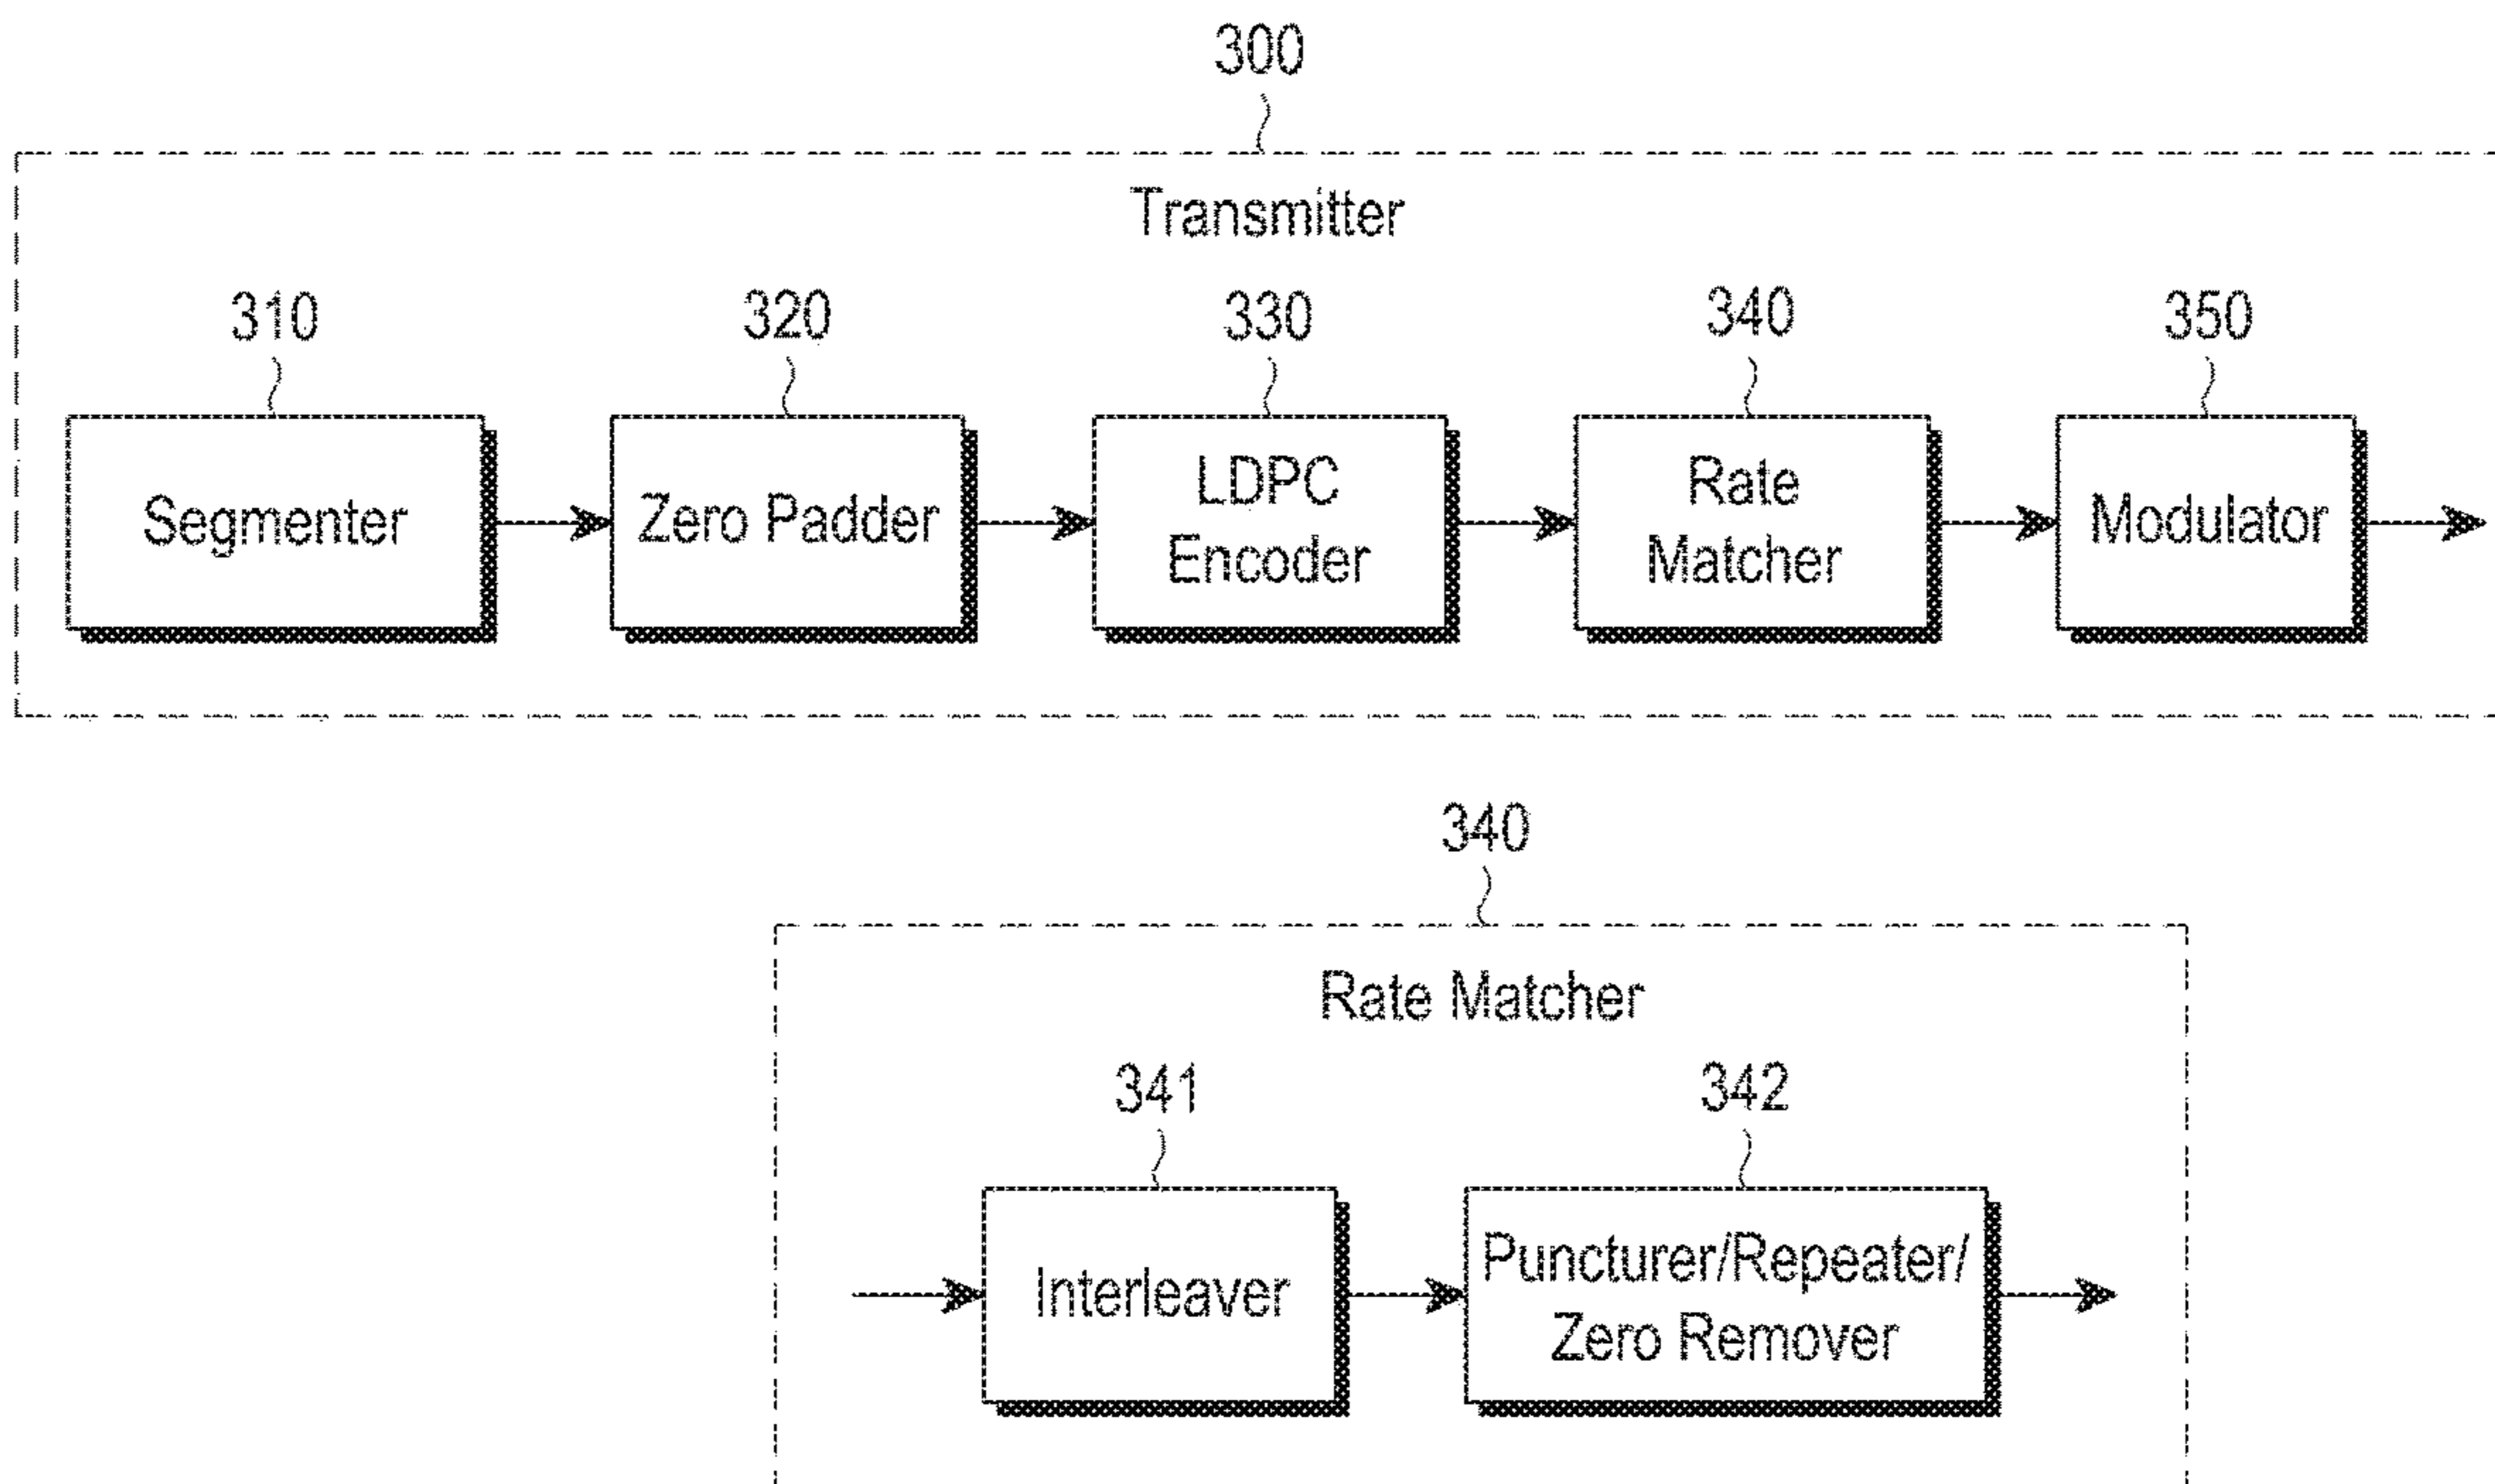 300
Transmitter
310
320
330
340
350
Segmenter
Zero Padder
LDPC
Encoder
Rate
Matcher
Modulator
340
Rate Matcher
341
342
Interleaver
Puncturer/Repeater/
Zero Remover